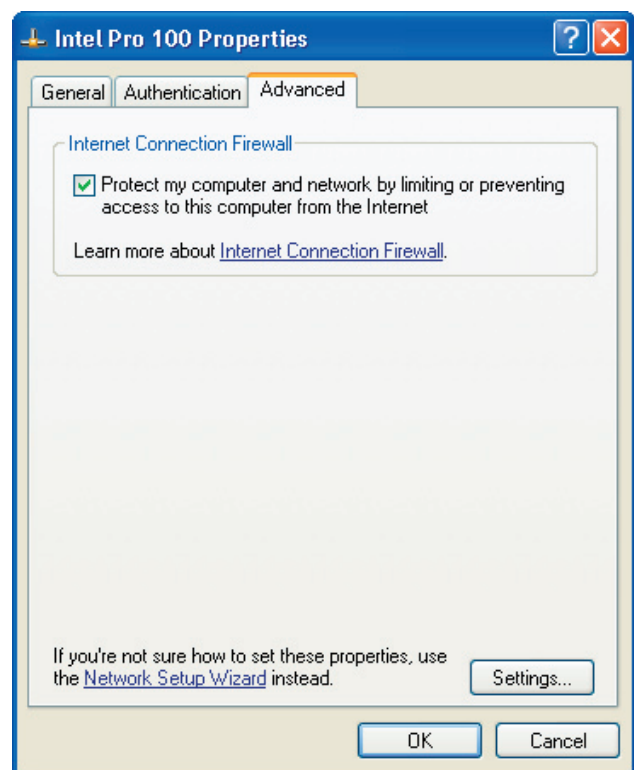 Intel Pro 100 Properties
General Authentication Advanced
Internet Connection Firewall
Protect my computer and network by limiting or preventing
access to this computer from the Internet
Learn more about Internet Connection Firewall.
If you're not sure how to set these properties, use
the Network Setup Wizard instead.
Settings...
OK Cancel